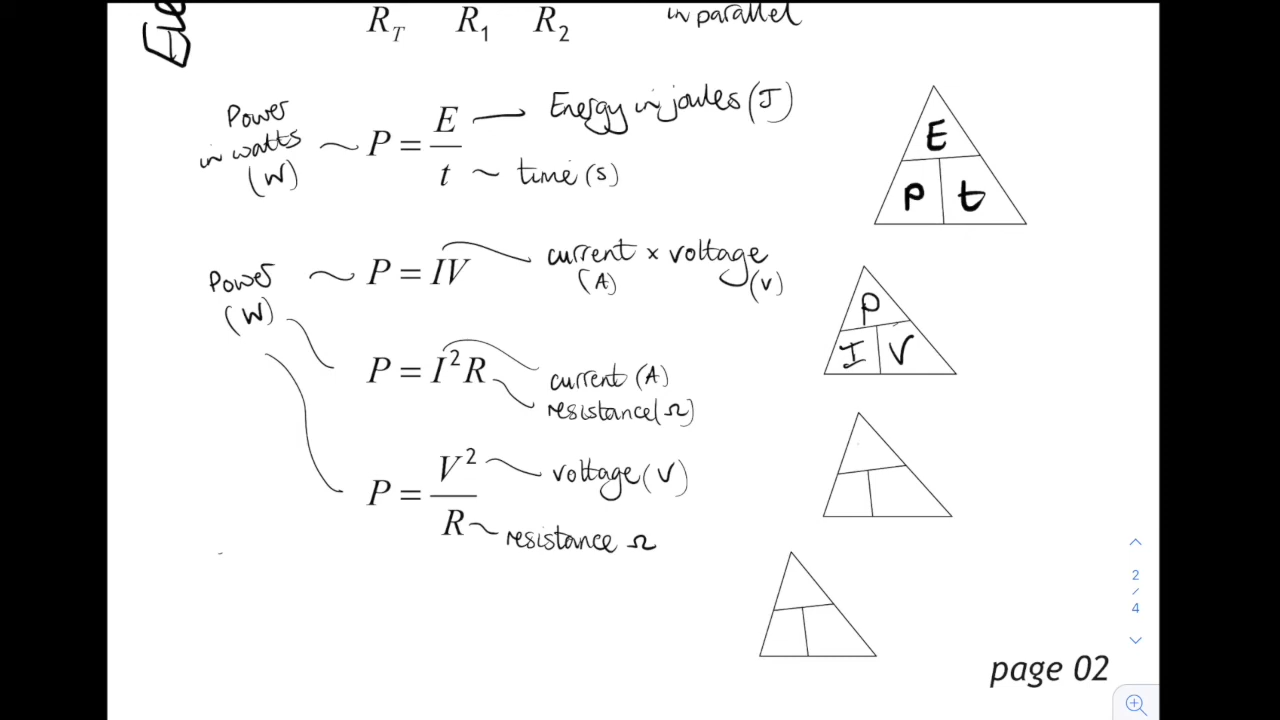 R_T R_1 R_2 in parallel
Power in watts (W) ~ P = E/t — Energy in joules (J)
~ time (s)
E
P t
Power (W) ~ P = IV current × voltage
(A) (V)
P
I V
P = I²R current (A)
resistance (Ω)
P = V²/R voltage (V)
resistance Ω
2
/
4
page 02